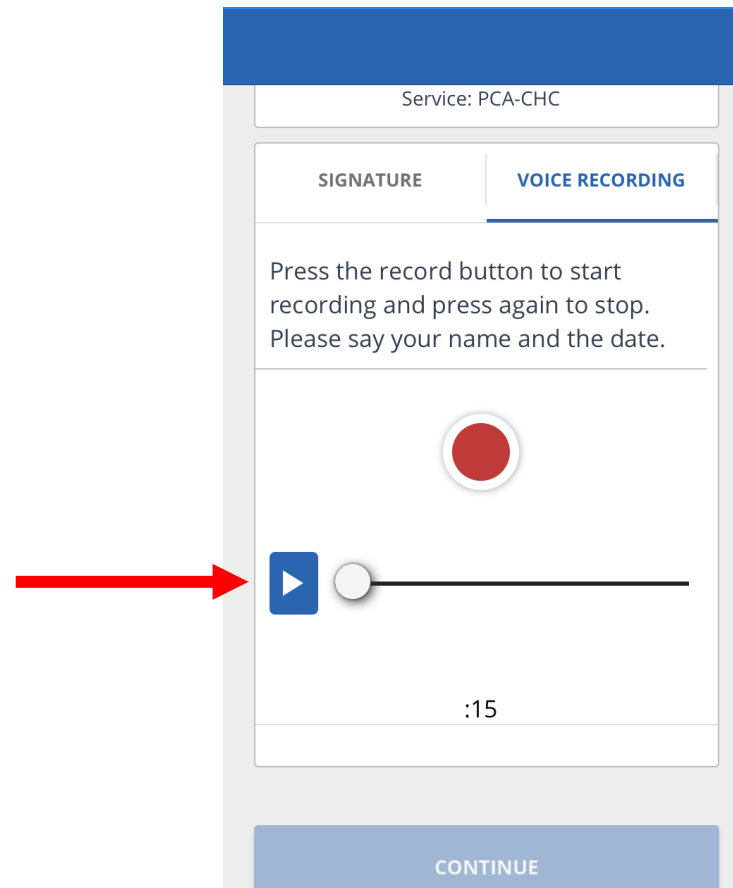 Service: PCA-CHC
SIGNATURE VOICE RECORDING
Press the record button to start
recording and press again to stop.
Please say your name and the date.
:15
CONTINUE